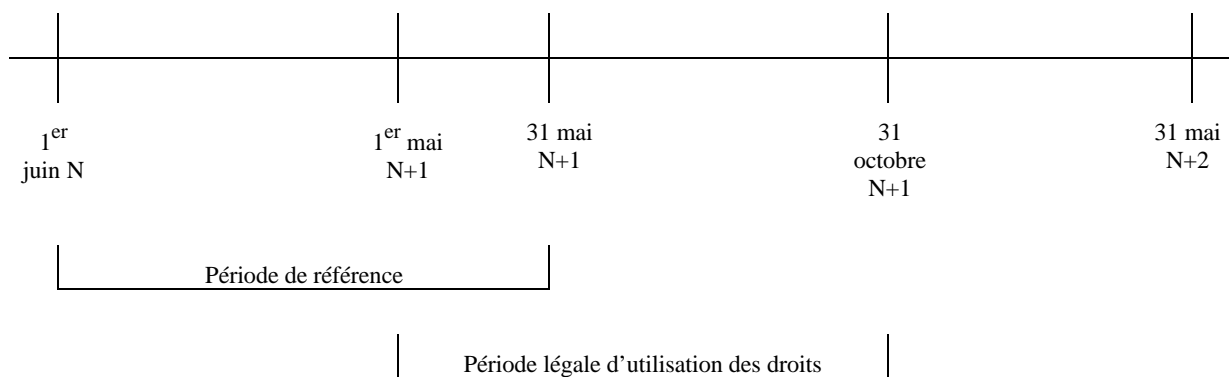 1er
juin N
1er mai
N+1
31 mai
N+1
31
octobre
N+1
31 mai
N+2
Période de référence
Période légale d’utilisation des droits